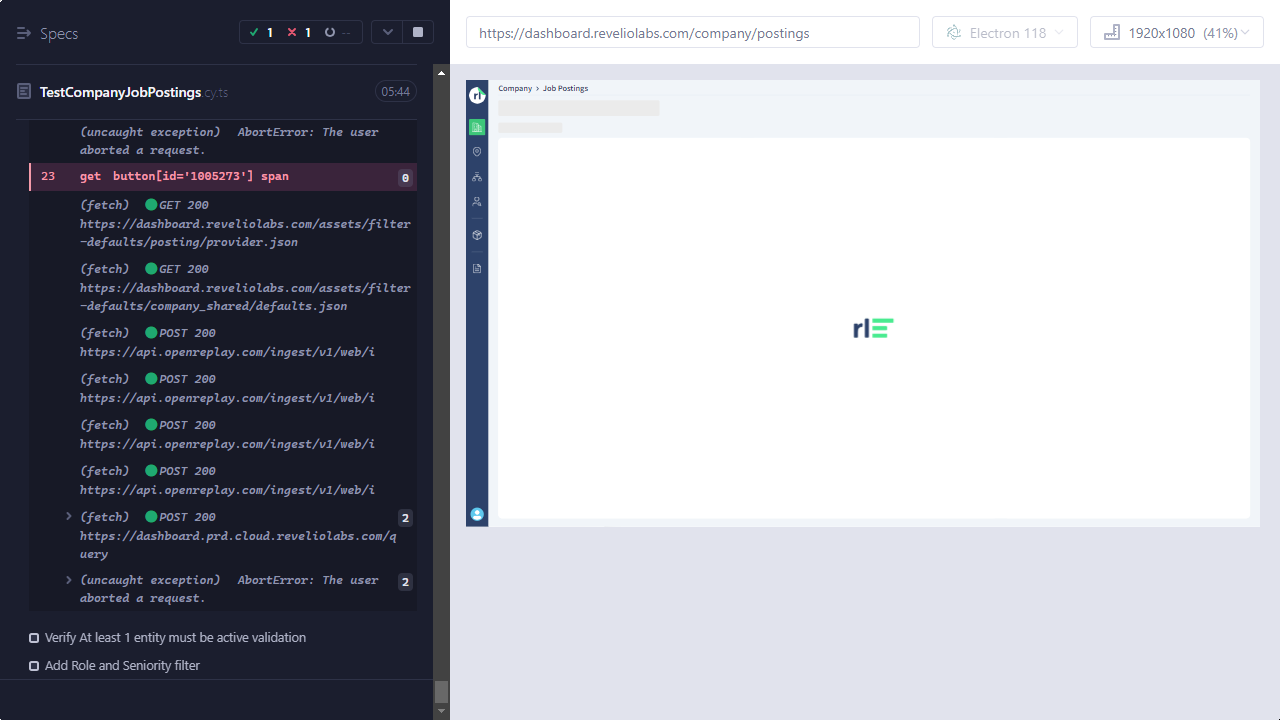 Specs
1
1
--
https://dashboard.reveliolabs.com/company/postings
Electron 118
1920x1080 (41%)
TestCompanyJobPostings.cy.ts
05:44
(uncaught exception) AbortError: The user
aborted a request.
23 get button[id='1005273'] span
0
(fetch) GET 200
https://dashboard.reveliolabs.com/assets/filter
-defaults/posting/provider.json
(fetch) GET 200
https://dashboard.reveliolabs.com/assets/filter
-defaults/company_shared/defaults.json
(fetch) POST 200
https://api.openreplay.com/ingest/v1/web/i
(fetch) POST 200
https://api.openreplay.com/ingest/v1/web/i
(fetch) POST 200
https://api.openreplay.com/ingest/v1/web/i
(fetch) POST 200
https://api.openreplay.com/ingest/v1/web/i
(fetch) POST 200
2
https://dashboard.prd.cloud.reveliolabs.com/q
uery
(uncaught exception) AbortError: The user
2
aborted a request.
Verify At least 1 entity must be active validation
Add Role and Seniority filter
rl
Company › Job Postings
rl